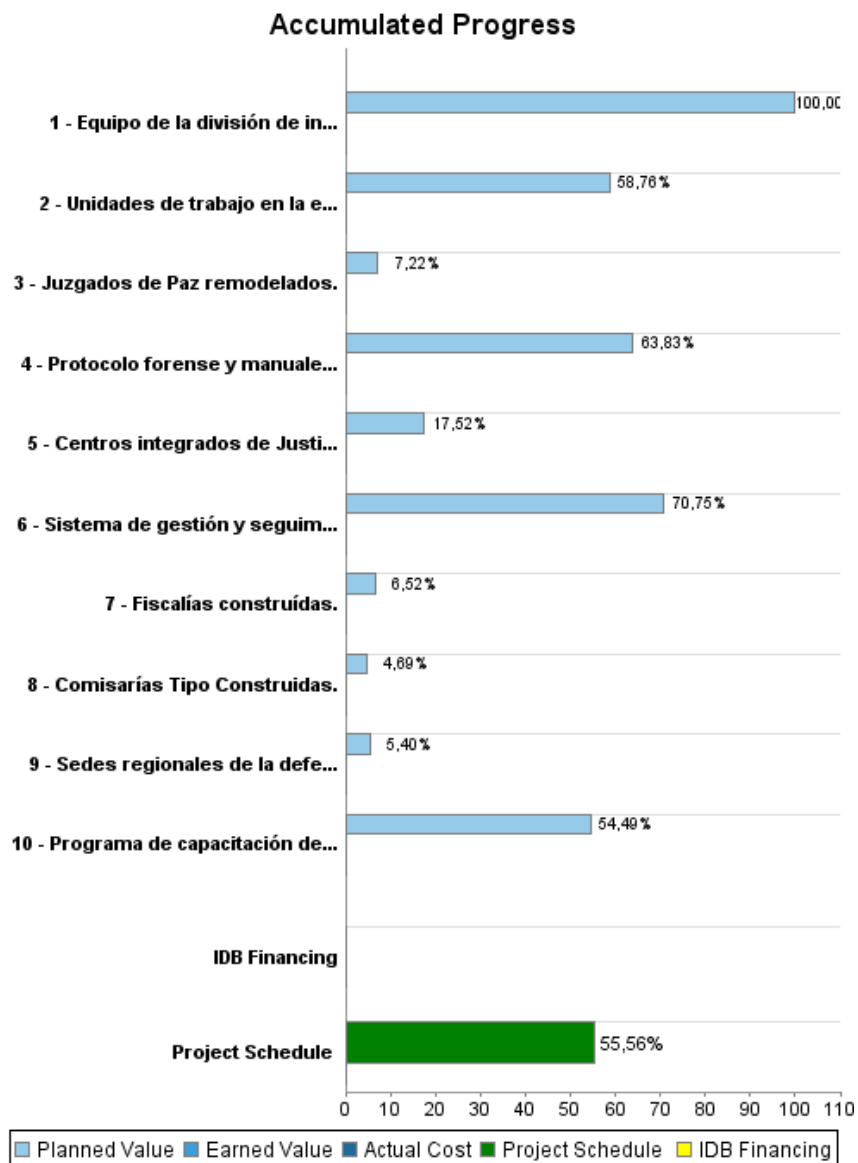 Accumulated Progress
1 - Equipo de la división de in...
100,00
2 - Unidades de trabajo en la e...
58,76%
3 - Juzgados de Paz remodelados.
7,22%
4 - Protocolo forense y manuale...
63,83%
5 - Centros integrados de Justi...
17,52%
6 - Sistema de gestión y seguim...
70,75%
7 - Fiscalías construídas.
6,52%
8 - Comisarías Tipo Construidas.
4,69%
9 - Sedes regionales de la defe...
5,40%
10 - Programa de capacitación de...
54,49%
IDB Financing
Project Schedule
55,56%
0 10 20 30 40 50 60 70 80 90 100 110
Planned Value Earned Value Actual Cost Project Schedule IDB Financing